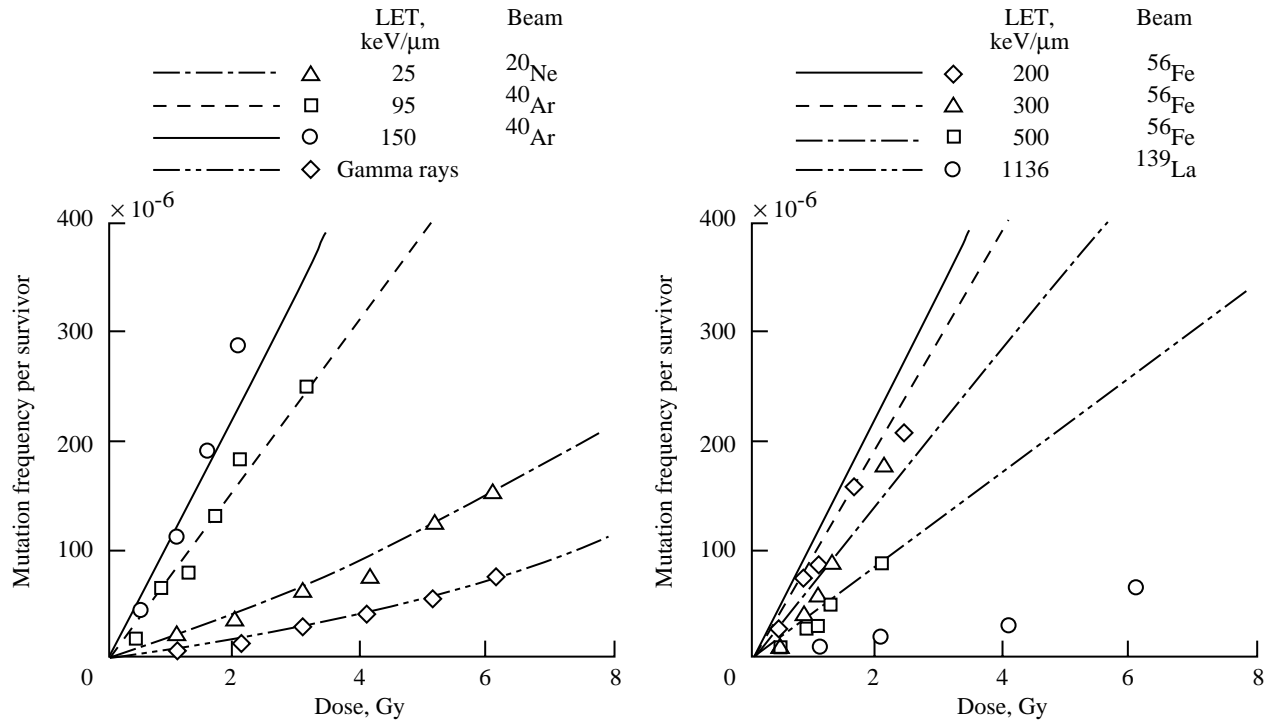 LET, keV/μm Beam
25 20Ne
95 40Ar
150 40Ar
Gamma rays
400 × 10-6
300
200
100
0
2 4 6 8
Mutation frequency per survivor
Dose, Gy
LET, keV/μm Beam
200 56Fe
300 56Fe
500 56Fe
1136 139La
400 × 10-6
300
200
100
0
2 4 6 8
Mutation frequency per survivor
Dose, Gy